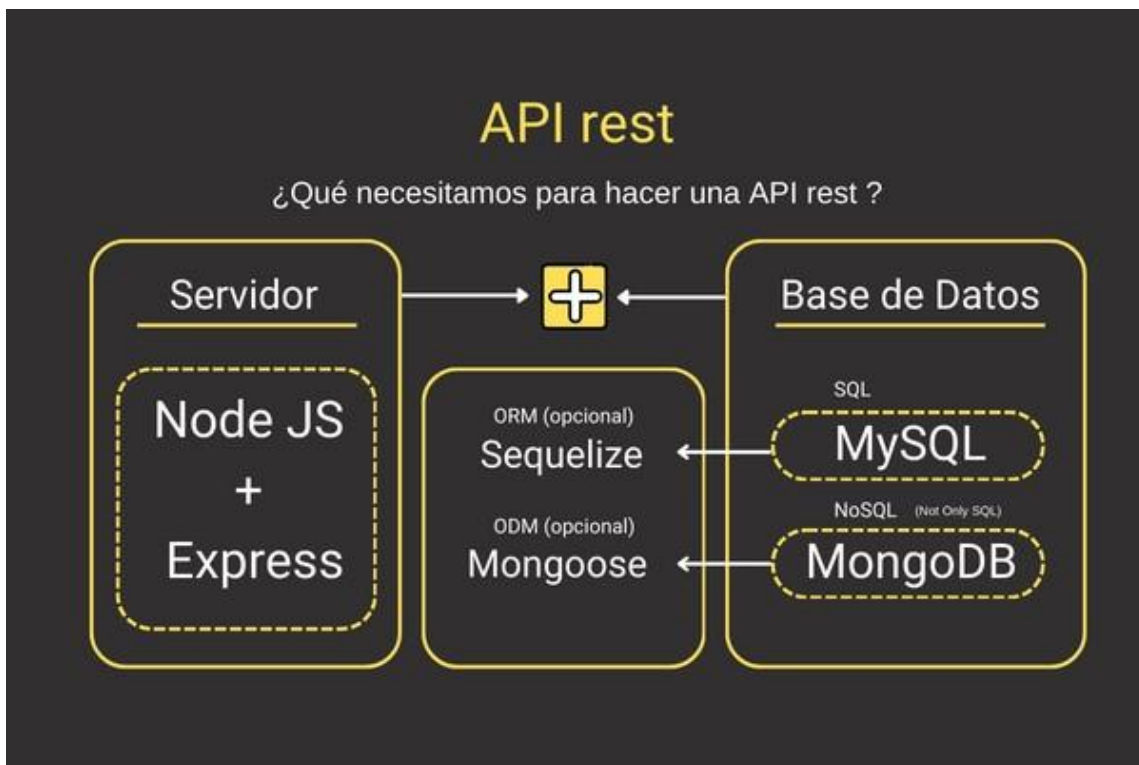 API rest
¿Qué necesitamos para hacer una API rest ?
Servidor
Node JS
+
Express
ORM (opcional)
Sequelize
ODM (opcional)
Mongoose
Base de Datos
SQL
MySQL
NoSQL (Not Only SQL)
MongoDB